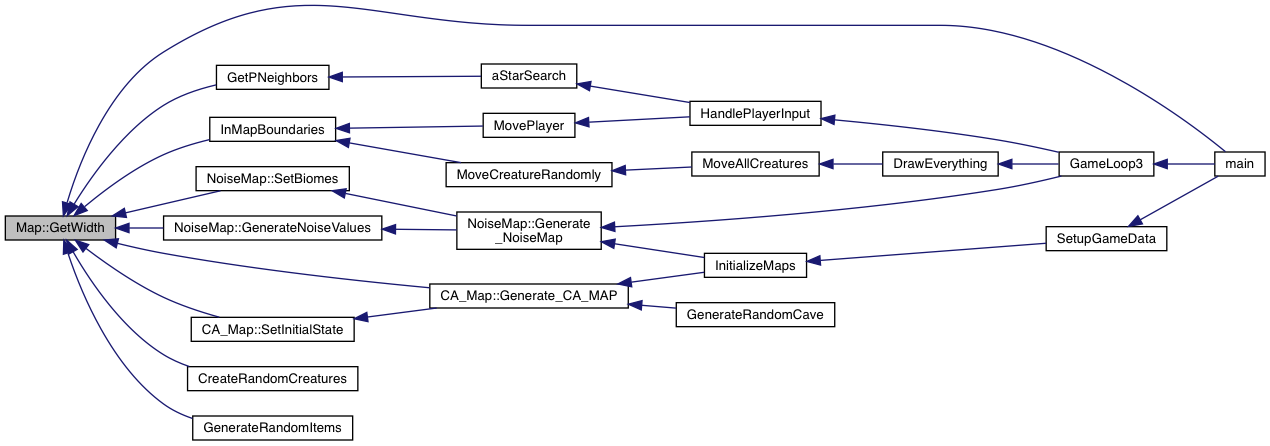 GetPNeighbors
aStarSearch
HandlePlayerInput
InMapBoundaries
MovePlayer
MoveCreatureRandomly
MoveAllCreatures
DrawEverything
GameLoop3
main
NoiseMap::SetBiomes
Map::GetWidth
NoiseMap::GenerateNoiseValues
NoiseMap::Generate
_NoiseMap
SetupGameData
InitializeMaps
CA_Map::Generate_CA_MAP
GenerateRandomCave
CA_Map::SetInitialState
CreateRandomCreatures
GenerateRandomItems